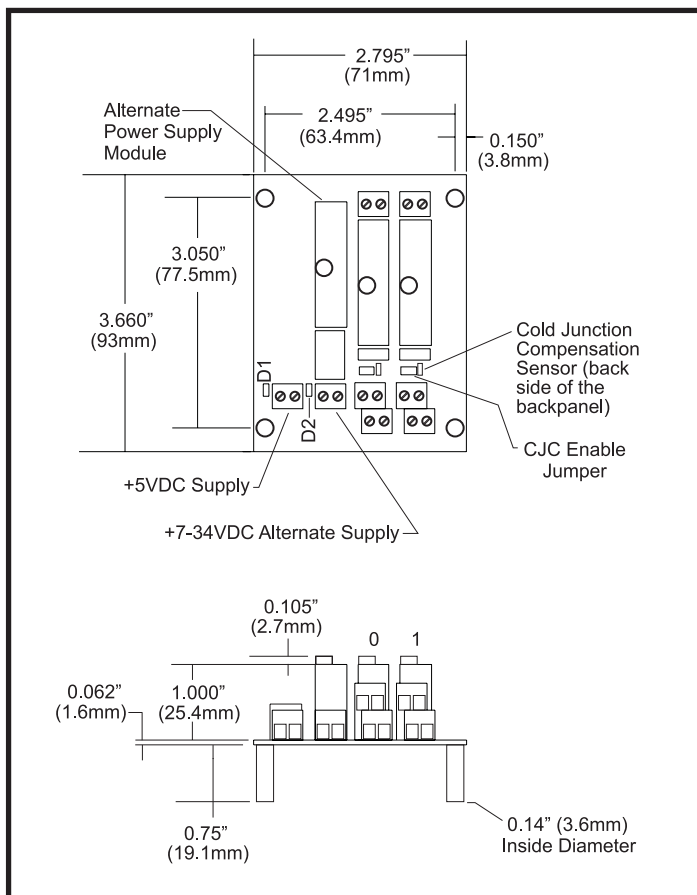 2.795”
(71mm)
Alternate
Power Supply
Module
2.495”
(63.4mm)
0.150”
(3.8mm)
3.050”
(77.5mm)
3.660”
(93mm)
Cold Junction
Compensation
Sensor (back
side of the
backpanel)
D1
D2
CJC Enable
Jumper
+5VDC Supply
+7-34VDC Alternate Supply
0.105”
(2.7mm)
0 1
0.062”
(1.6mm)
1.000”
(25.4mm)
0.75”
(19.1mm)
0.14” (3.6mm)
Inside Diameter